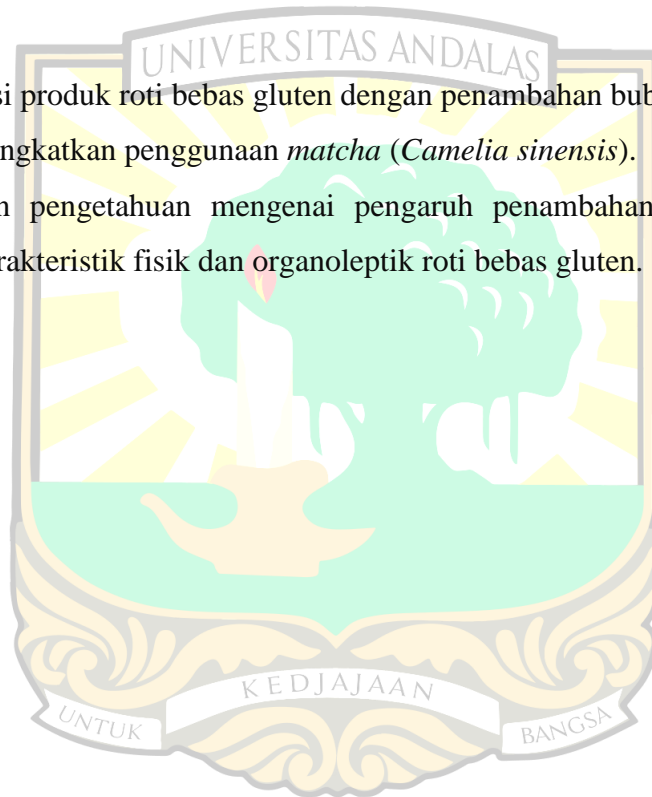 UNIVERSITAS ANDALAS
si produk roti bebas gluten dengan penambahan bub
ngkatkan penggunaan matcha (Camelia sinensis).
n pengetahuan mengenai pengaruh penambahan
rakteristik fisik dan organoleptik roti bebas gluten.
UNTUK KEDJAJAAN BANGSA